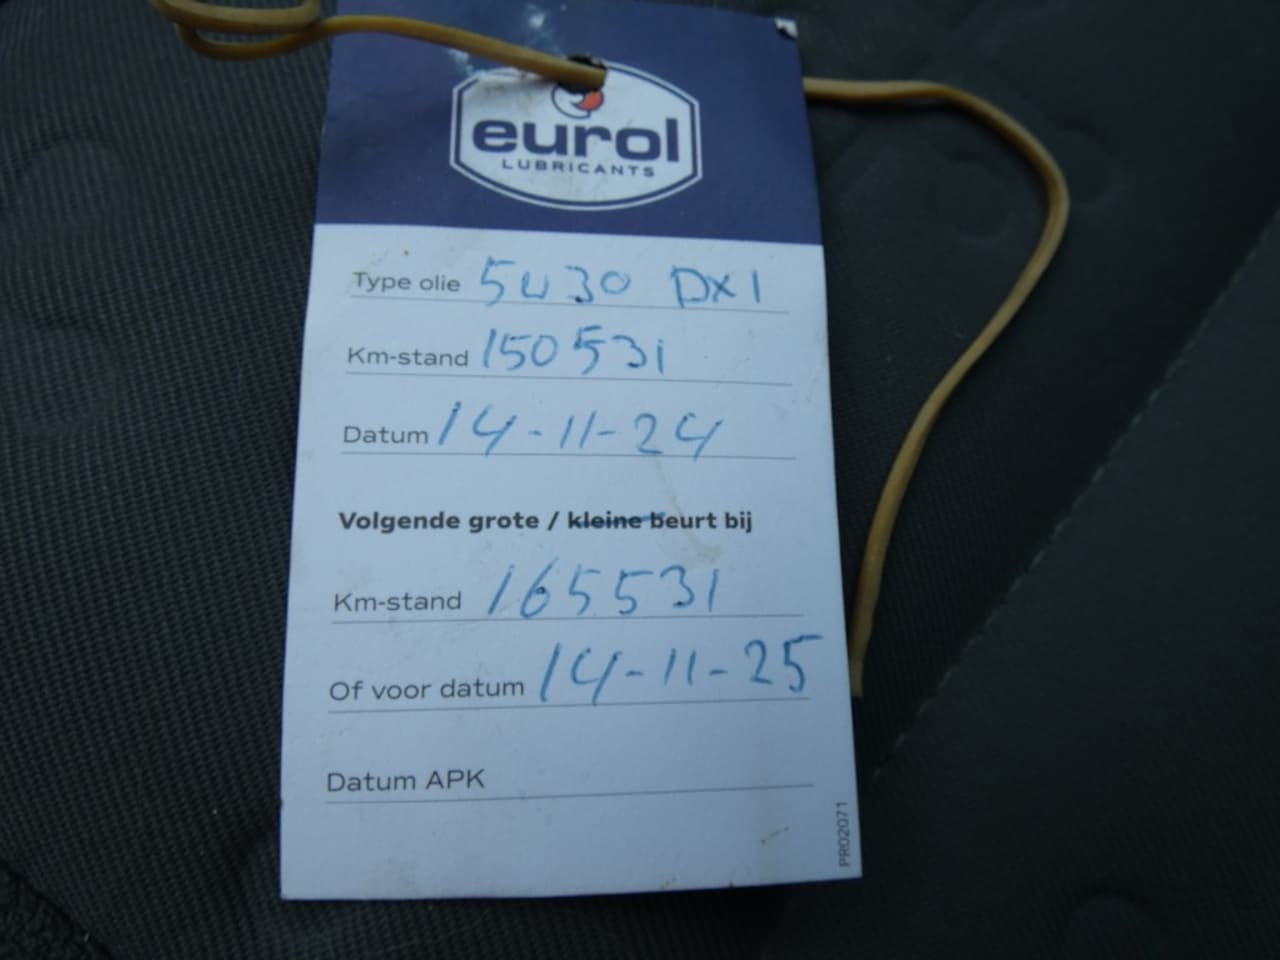 eurol
LUBRICANTS
Type olie 5W30 DX1
Km-stand 150531
Datum 14-11-24
Volgende grote / kleine beurt bij
Km-stand 165531
Of voor datum 14-11-25
Datum APK
PRO2071